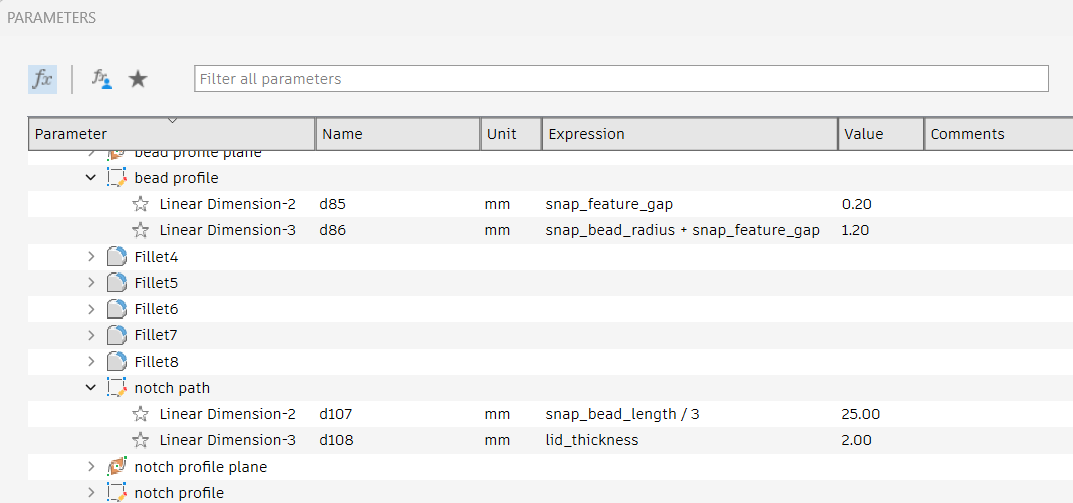 PARAMETERS
fx fx Filter all parameters
Parameter Name Unit Expression Value Comments
bead profile plane
bead profile
Linear Dimension-2 d85 mm snap_feature_gap 0.20
Linear Dimension-3 d86 mm snap_bead_radius + snap_feature_gap 1.20
Fillet4
Fillet5
Fillet6
Fillet7
Fillet8
notch path
Linear Dimension-2 d107 mm snap_bead_length / 3 25.00
Linear Dimension-3 d108 mm lid_thickness 2.00
notch profile plane
notch profile